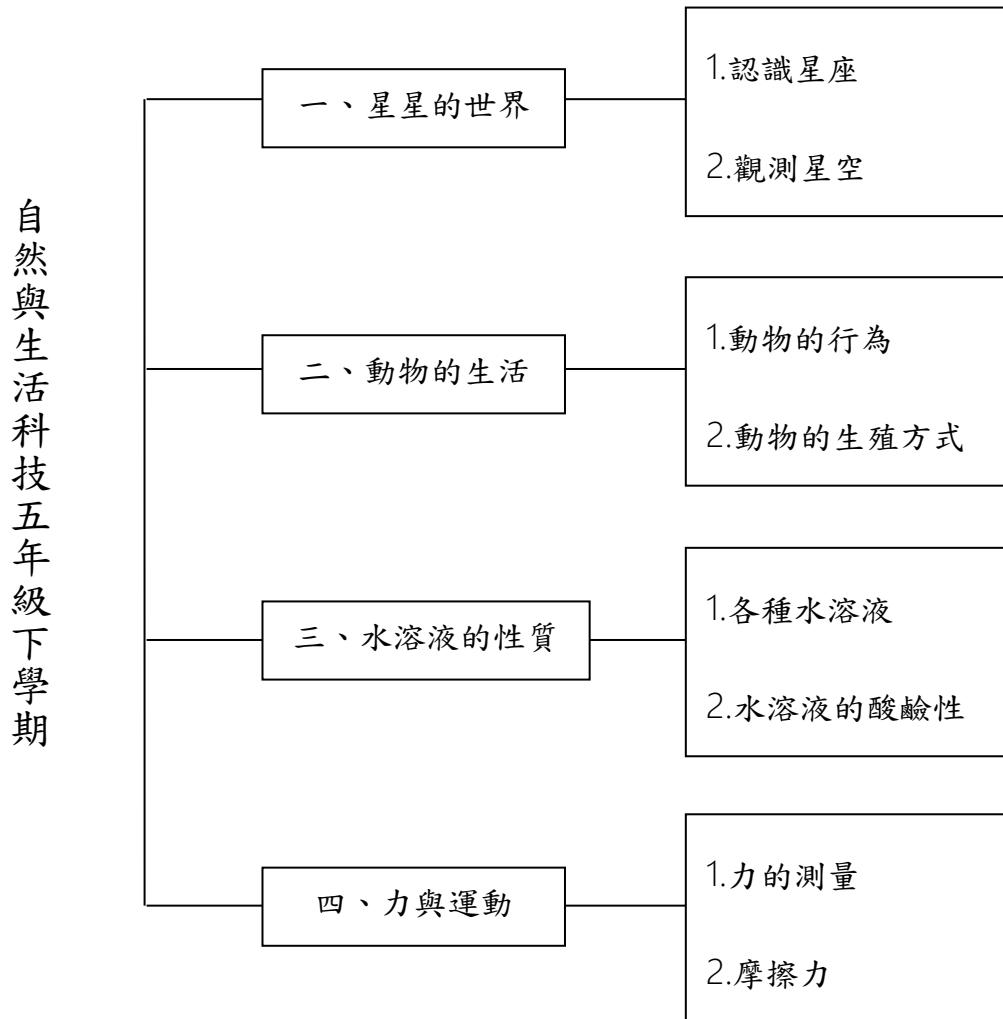 自然與生活科技五年級下學期
一、星星的世界
1.認識星座
2.觀測星空
二、動物的生活
1.動物的行為
2.動物的生殖方式
三、水溶液的性質
1.各種水溶液
2.水溶液的酸鹼性
四、力與運動
1.力的測量
2.摩擦力